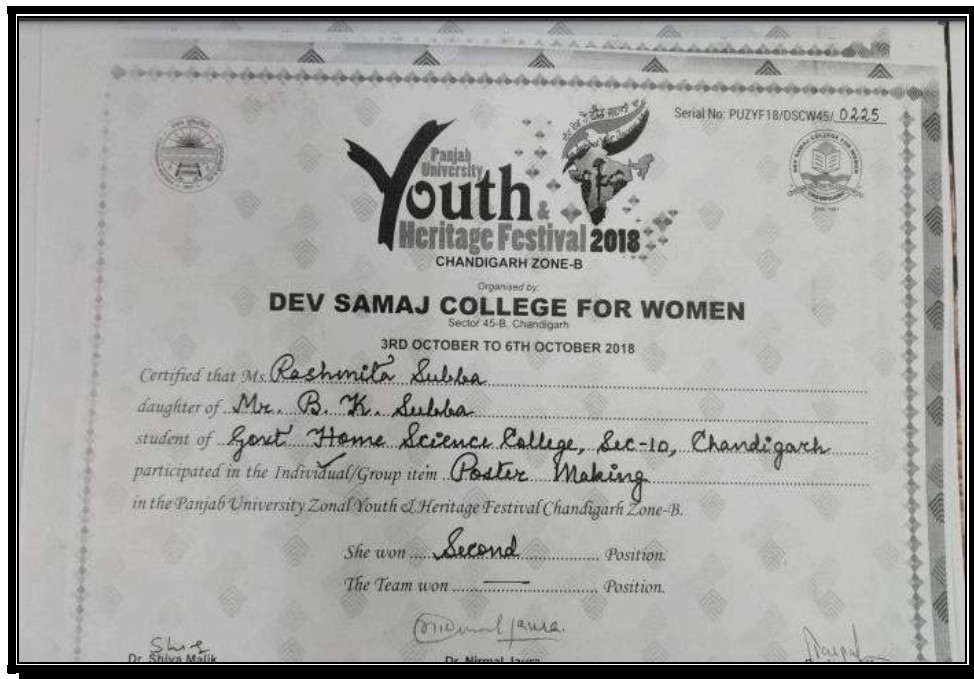 Serial No: PUZYF18/DSCW45/ 0225
Panjab
University
Youth &
Heritage Festival 2018
CHANDIGARH ZONE-B
Organised by:
DEV SAMAJ COLLEGE FOR WOMEN
Sector 45-B, Chandigarh
3RD OCTOBER TO 6TH OCTOBER 2018
Certified that Ms. Rashmita Subba
daughter of Mr. B. K. Subba
student of Govt Home Science College, Sec-10, Chandigarh
participated in the Individual/Group item Poster Making
in the Panjab University Zonal Youth & Heritage Festival Chandigarh Zone-B.
She won Second Position.
The Team won — Position.
Nirmal Jaura.
Dr. Shiva Malik
Dr. Nirmal Jaura